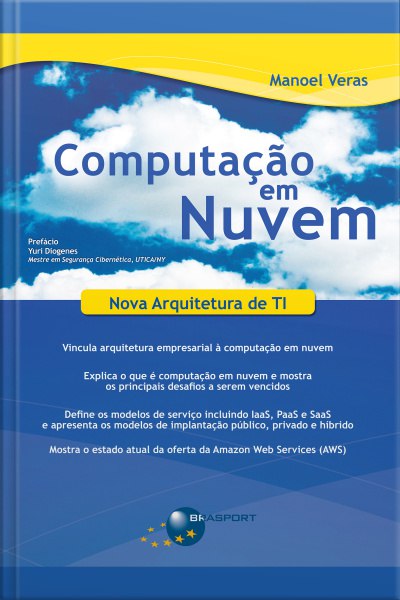 Manoel Veras
Computação
em
Nuvem
Prefácio
Yuri Diogenes
Mestre em Segurança Cibernética, UTICA/NY
Nova Arquitetura de TI
Vincula arquitetura empresarial à computação em nuvem
Explica o que é computação em nuvem e mostra
os principais desafios a serem vencidos
Define os modelos de serviço incluindo IaaS, PaaS e SaaS
e apresenta os modelos de implantação público, privado e híbrido
Mostra o estado atual da oferta da Amazon Web Services (AWS)
BRASPORT